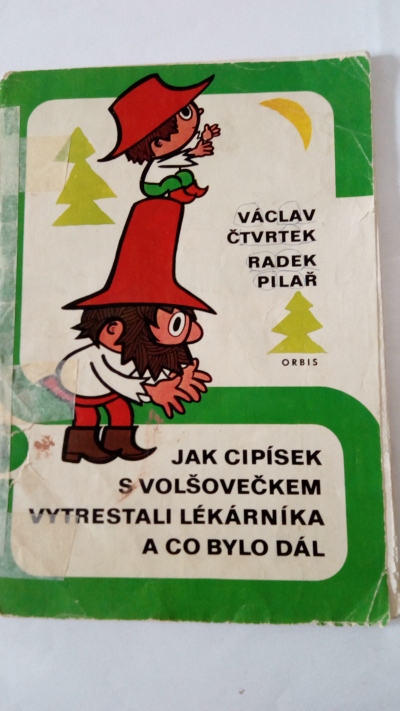 VÁCLAV
ČTVRTEK
RADEK
PILAŘ
ORBIS
JAK CIPÍSEK
S VOLŠOVEČKEM
VYTRESTALI LÉKÁRNÍKA
A CO BYLO DÁL